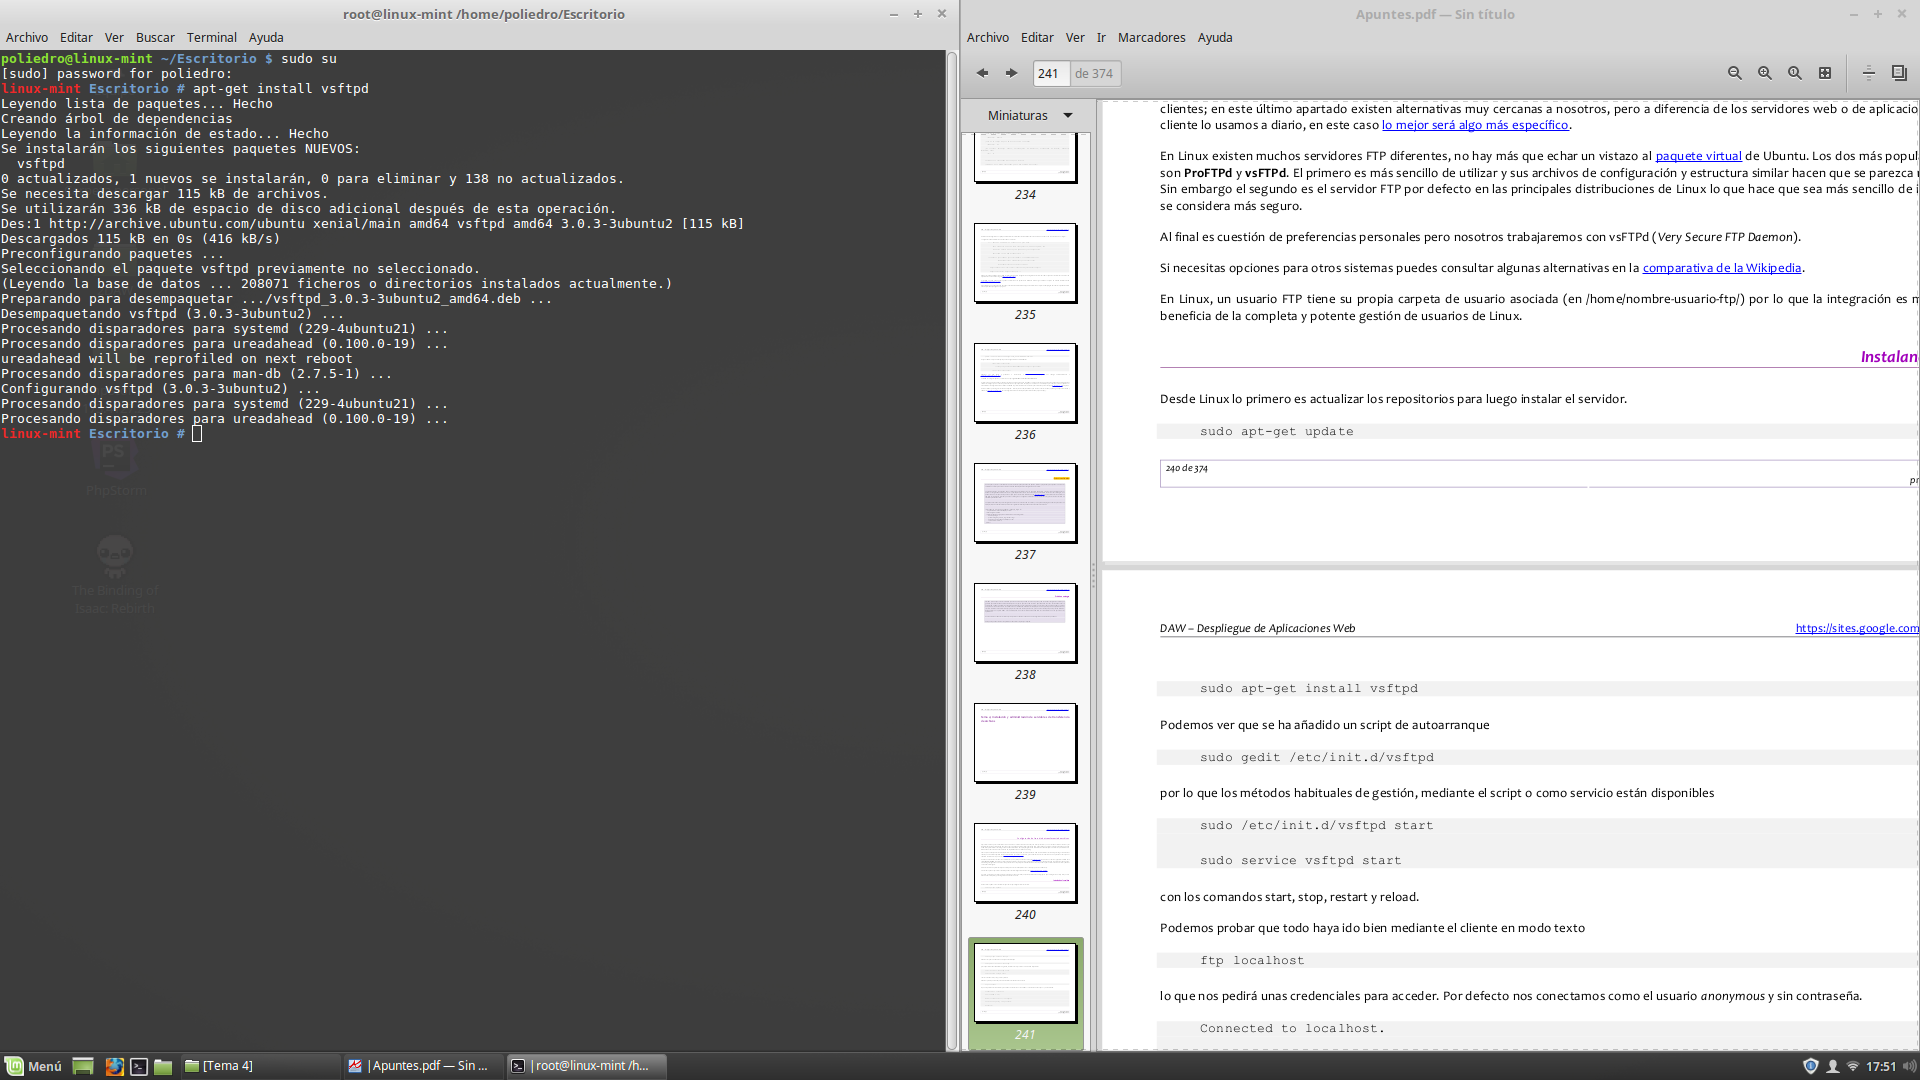 root@linux-mint /home/poliedro/Escritorio
Archivo Editar Ver Buscar Terminal Ayuda
poliedro@linux-mint ~/Escritorio $ sudo su
[sudo] password for poliedro:
linux-mint Escritorio # apt-get install vsftpd
Leyendo lista de paquetes... Hecho
Creando árbol de dependencias
Leyendo la información de estado... Hecho
Se instalarán los siguientes paquetes NUEVOS:
vsftpd
0 actualizados, 1 nuevos se instalarán, 0 para eliminar y 138 no actualizados.
Se necesita descargar 115 kB de archivos.
Se utilizarán 336 kB de espacio de disco adicional después de esta operación.
Des:1 http://archive.ubuntu.com/ubuntu xenial/main amd64 vsftpd amd64 3.0.3-3ubuntu2 [115 kB]
Descargados 115 kB en 0s (416 kB/s)
Preconfigurando paquetes ...
Seleccionando el paquete vsftpd previamente no seleccionado.
(Leyendo la base de datos ... 208071 ficheros o directorios instalados actualmente.)
Preparando para desempaquetar .../vsftpd_3.0.3-3ubuntu2_amd64.deb ...
Desempaquetando vsftpd (3.0.3-3ubuntu2) ...
Procesando disparadores para systemd (229-4ubuntu21) ...
Procesando disparadores para ureadahead (0.100.0-19) ...
ureadahead will be reprofiled on next reboot
Procesando disparadores para man-db (2.7.5-1) ...
Configurando vsftpd (3.0.3-3ubuntu2) ...
Procesando disparadores para systemd (229-4ubuntu21) ...
Procesando disparadores para ureadahead (0.100.0-19) ...
linux-mint Escritorio #
PS
PhpStorm
The Binding of
Isaac: Rebirth
Apuntes.pdf — Sin título
Archivo Editar Ver Ir Marcadores Ayuda
241 de 374
Miniaturas
234
235
236
237
238
239
240
241
clientes; en este último apartado existen alternativas muy cercanas a nosotros, pero a diferencia de los servidores web o de aplicacio
cliente lo usamos a diario, en este caso lo mejor será algo más específico.
En Linux existen muchos servidores FTP diferentes, no hay más que echar un vistazo al paquete virtual de Ubuntu. Los dos más popul
son ProFTPd y vsFTPd. El primero es más sencillo de utilizar y sus archivos de configuración y estructura similar hacen que se parezca
Sin embargo el segundo es el servidor FTP por defecto en las principales distribuciones de Linux lo que hace que sea más sencillo de i
se considera más seguro.
Al final es cuestión de preferencias personales pero nosotros trabajaremos con vsFTPd (Very Secure FTP Daemon).
Si necesitas opciones para otros sistemas puedes consultar algunas alternativas en la comparativa de la Wikipedia.
En Linux, un usuario FTP tiene su propia carpeta de usuario asociada (en /home/nombre-usuario-ftp/) por lo que la integración es m
beneficia de la completa y potente gestión de usuarios de Linux.
Instalan
Desde Linux lo primero es actualizar los repositorios para luego instalar el servidor.
sudo apt-get update
240 de 374
pr
DAW – Despliegue de Aplicaciones Web
https://sites.google.com
sudo apt-get install vsftpd
Podemos ver que se ha añadido un script de autoarranque
sudo gedit /etc/init.d/vsftpd
por lo que los métodos habituales de gestión, mediante el script o como servicio están disponibles
sudo /etc/init.d/vsftpd start
sudo service vsftpd start
con los comandos start, stop, restart y reload.
Podemos probar que todo haya ido bien mediante el cliente en modo texto
ftp localhost
lo que nos pedirá unas credenciales para acceder. Por defecto nos conectamos como el usuario anonymous y sin contraseña.
Connected to localhost.
Menú
[Tema 4]
|Apuntes.pdf — Sin ...
|root@linux-mint /h...
17:51